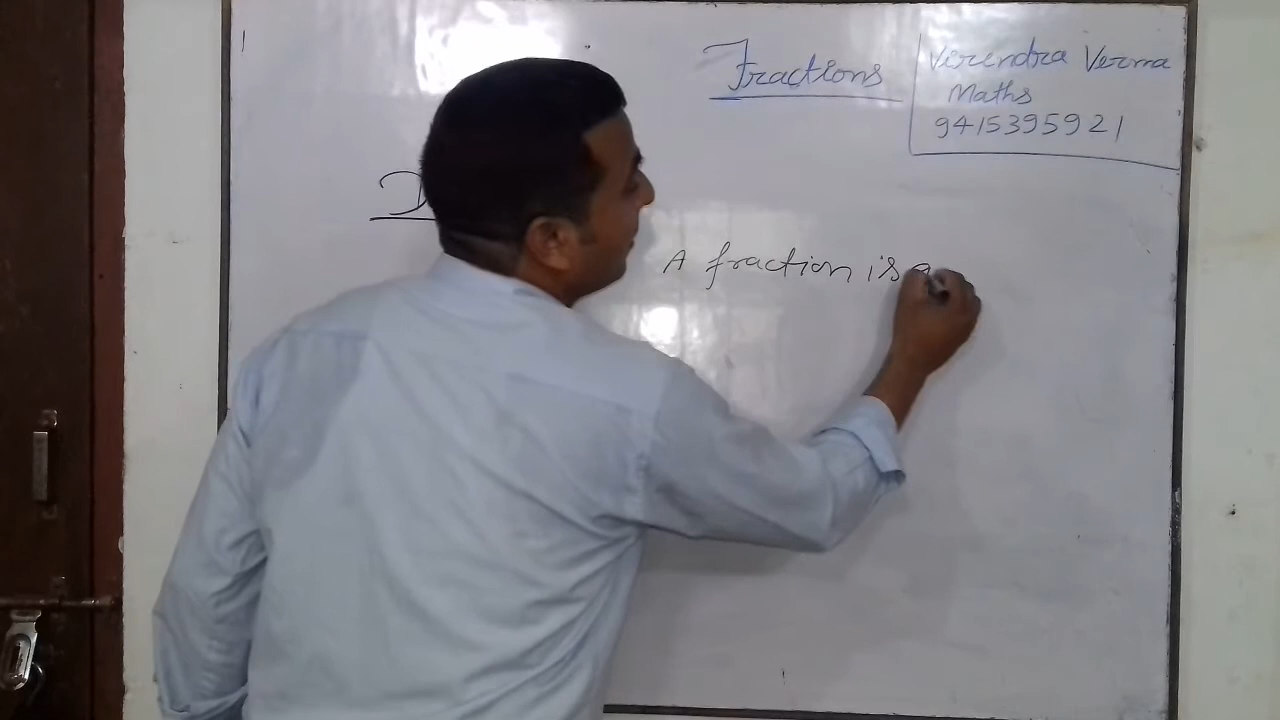 Fractions
Virendra Verma
Maths
9415395921
A fraction is a